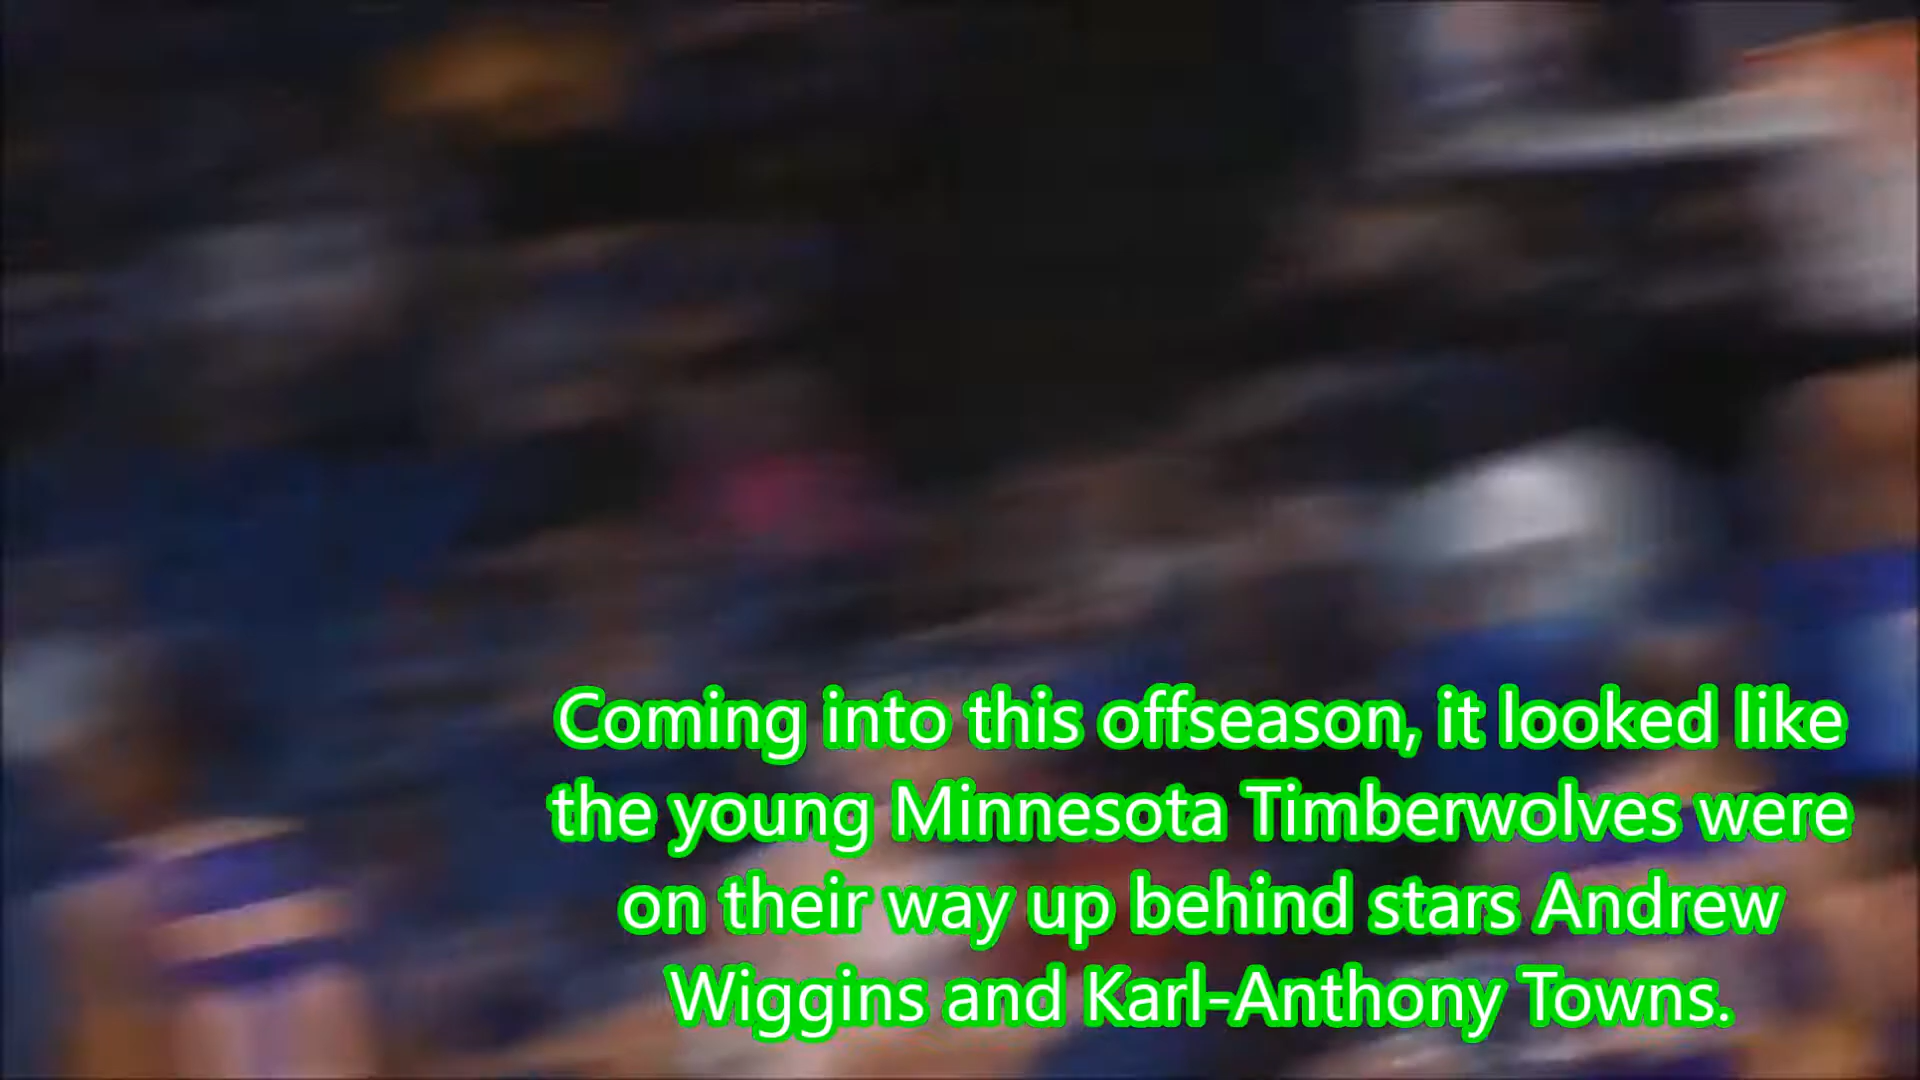 Coming into this offseason, it looked like
the young Minnesota Timberwolves were
on their way up behind stars Andrew
Wiggins and Karl-Anthony Towns.